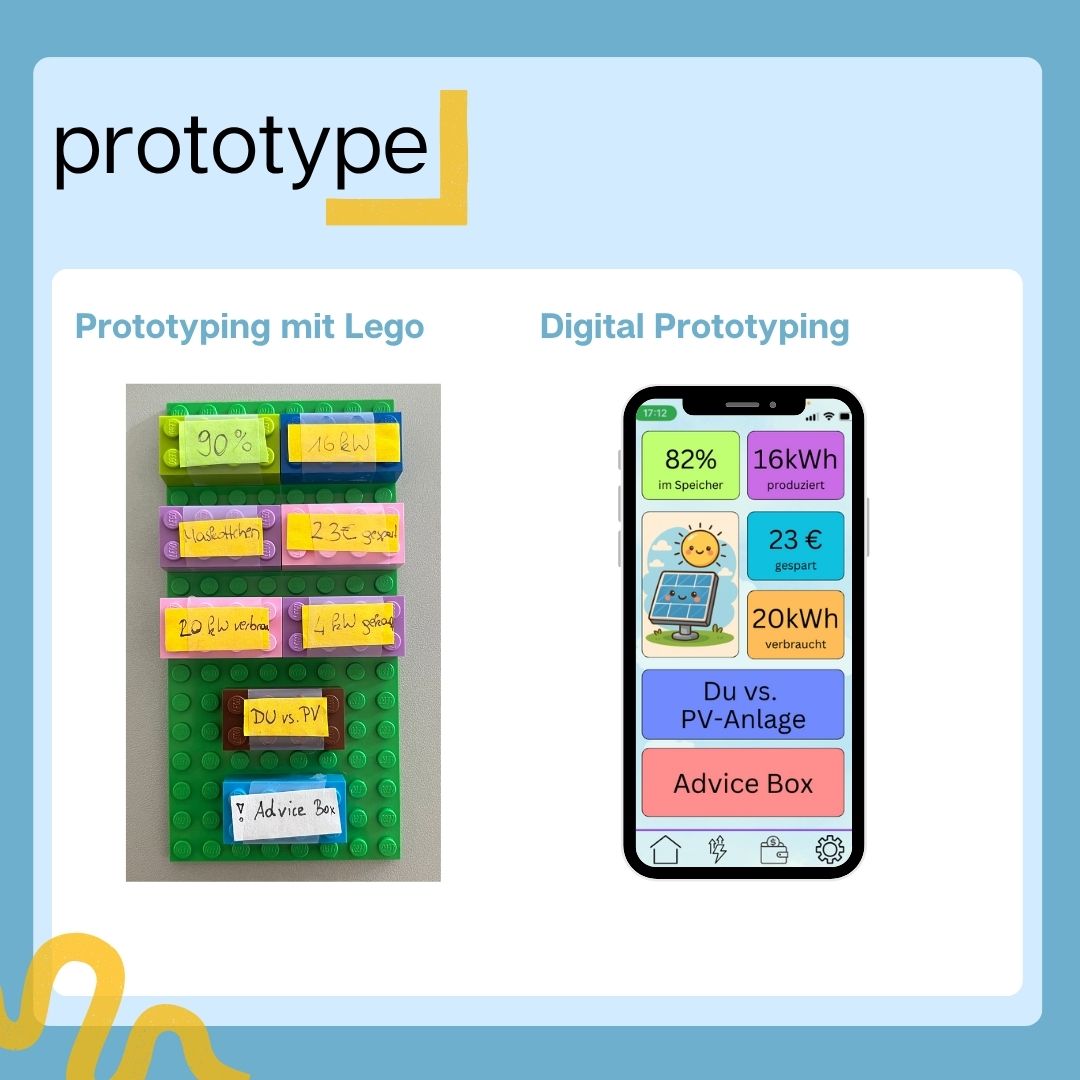 prototype
Prototyping mit Lego
90%
16 kW
Maskottchen
23€ gespart
20 kW verbrau
4 kW
DU vs. PV
! Advice Box
Digital Prototyping
17:12
82%
im Speicher
16kWh
produziert
23 €
gespart
20kWh
verbraucht
Du vs.
PV-Anlage
Advice Box